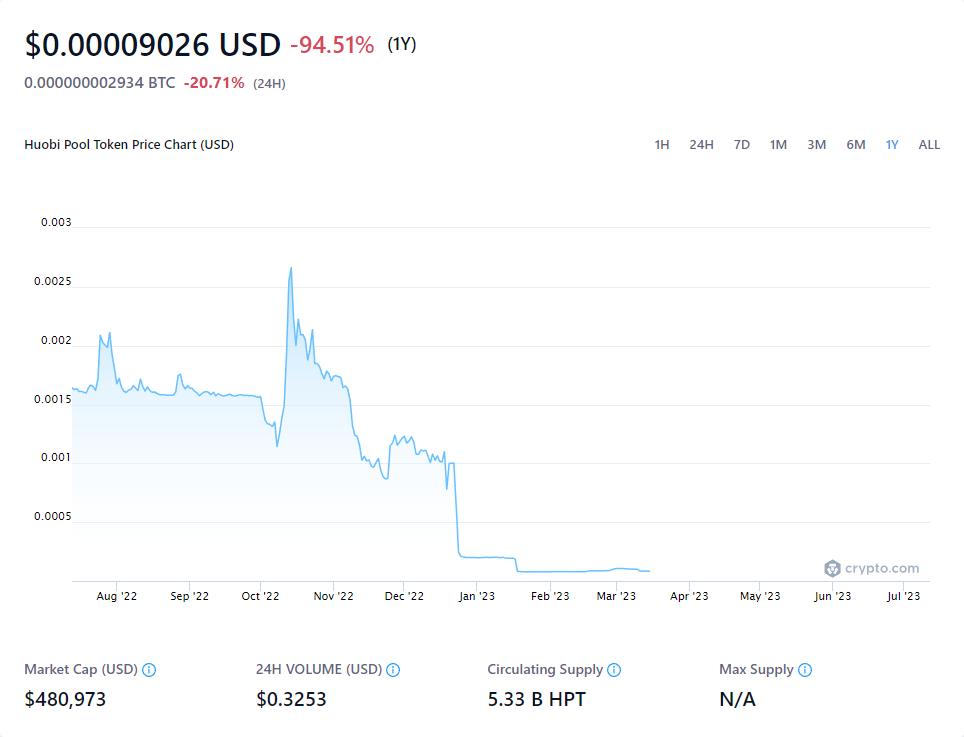 $0.00009026 USD -94.51% (1Y)
0.000000002934 BTC -20.71% (24H)
Huobi Pool Token Price Chart (USD) 1H 24H 7D 1M 3M 6M 1Y ALL
0.003
0.0025
0.002
0.0015
0.001
0.0005
crypto.com
Aug '22 Sep '22 Oct '22 Nov '22 Dec '22 Jan '23 Feb '23 Mar '23 Apr '23 May '23 Jun '23 Jul '23
Market Cap (USD) 24H VOLUME (USD) Circulating Supply Max Supply
$480,973 $0.3253 5.33 B HPT N/A